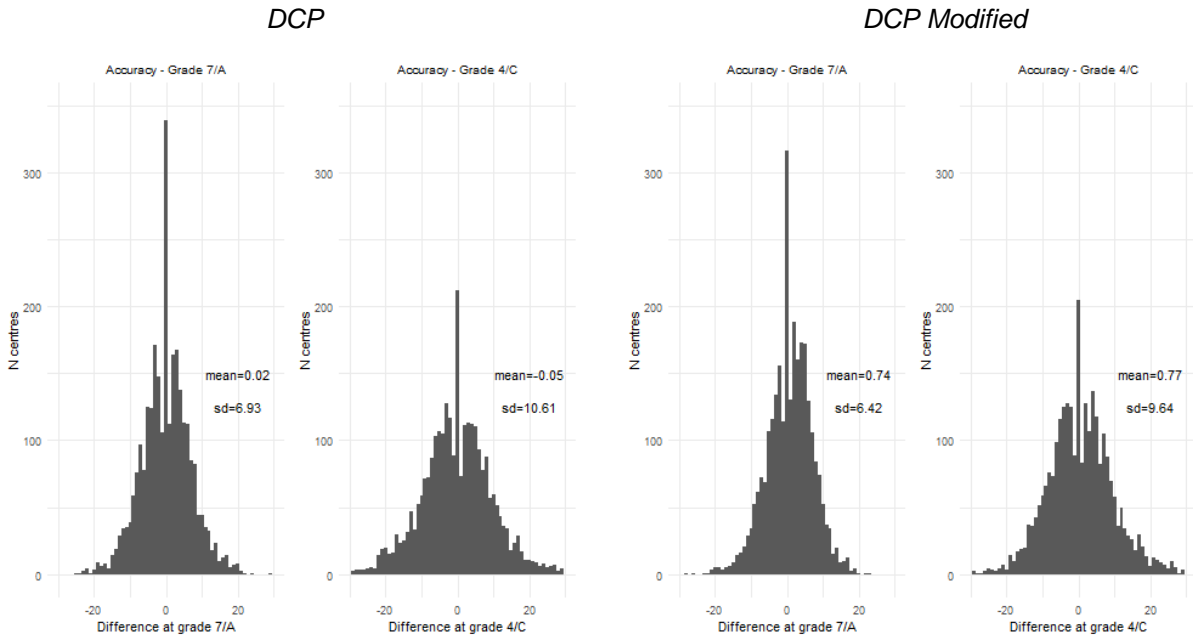 DCP
DCP Modified
Accuracy - Grade 7/A
Accuracy - Grade 4/C
Accuracy - Grade 7/A
Accuracy - Grade 4/C
N centres
300
200
100
0
mean=0.02
sd=6.93
-20
0
20
Difference at grade 7/A
N centres
300
200
100
0
mean=-0.05
sd=10.61
-20
0
20
Difference at grade 4/C
N centres
300
200
100
0
mean=0.74
sd=6.42
-20
0
20
Difference at grade 7/A
N centres
300
200
100
0
mean=0.77
sd=9.64
-20
0
20
Difference at grade 4/C